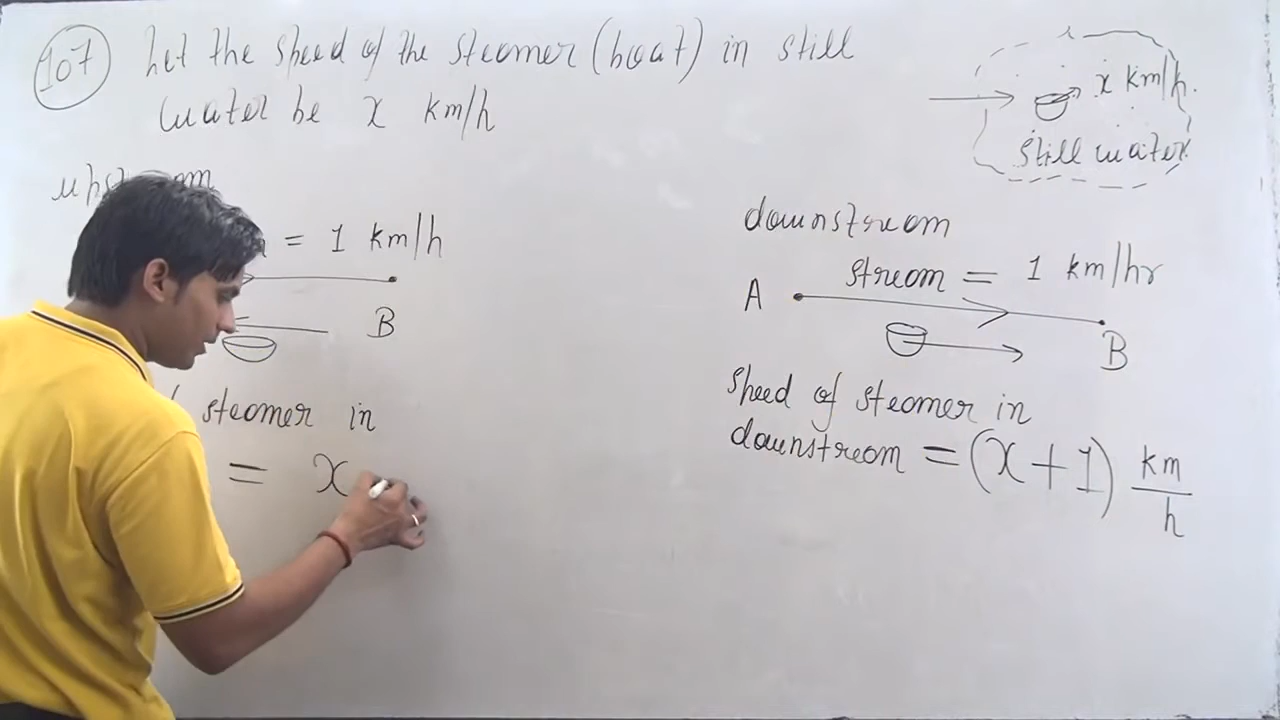 107 Let the speed of the steamer (boat) in still
water be x km/h
x km/h.
still water
= 1 km/h
B
steamer in
= x
downstream
stream = 1 km/hr
A
B
speed of steamer in
downstream = (x+1) km/h